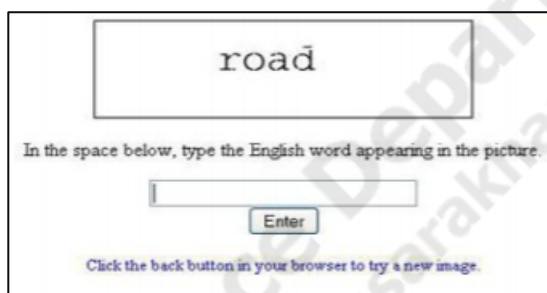 road
In the space below, type the English word appearing in the picture.
Enter
Click the back button in your browser to try a new image.